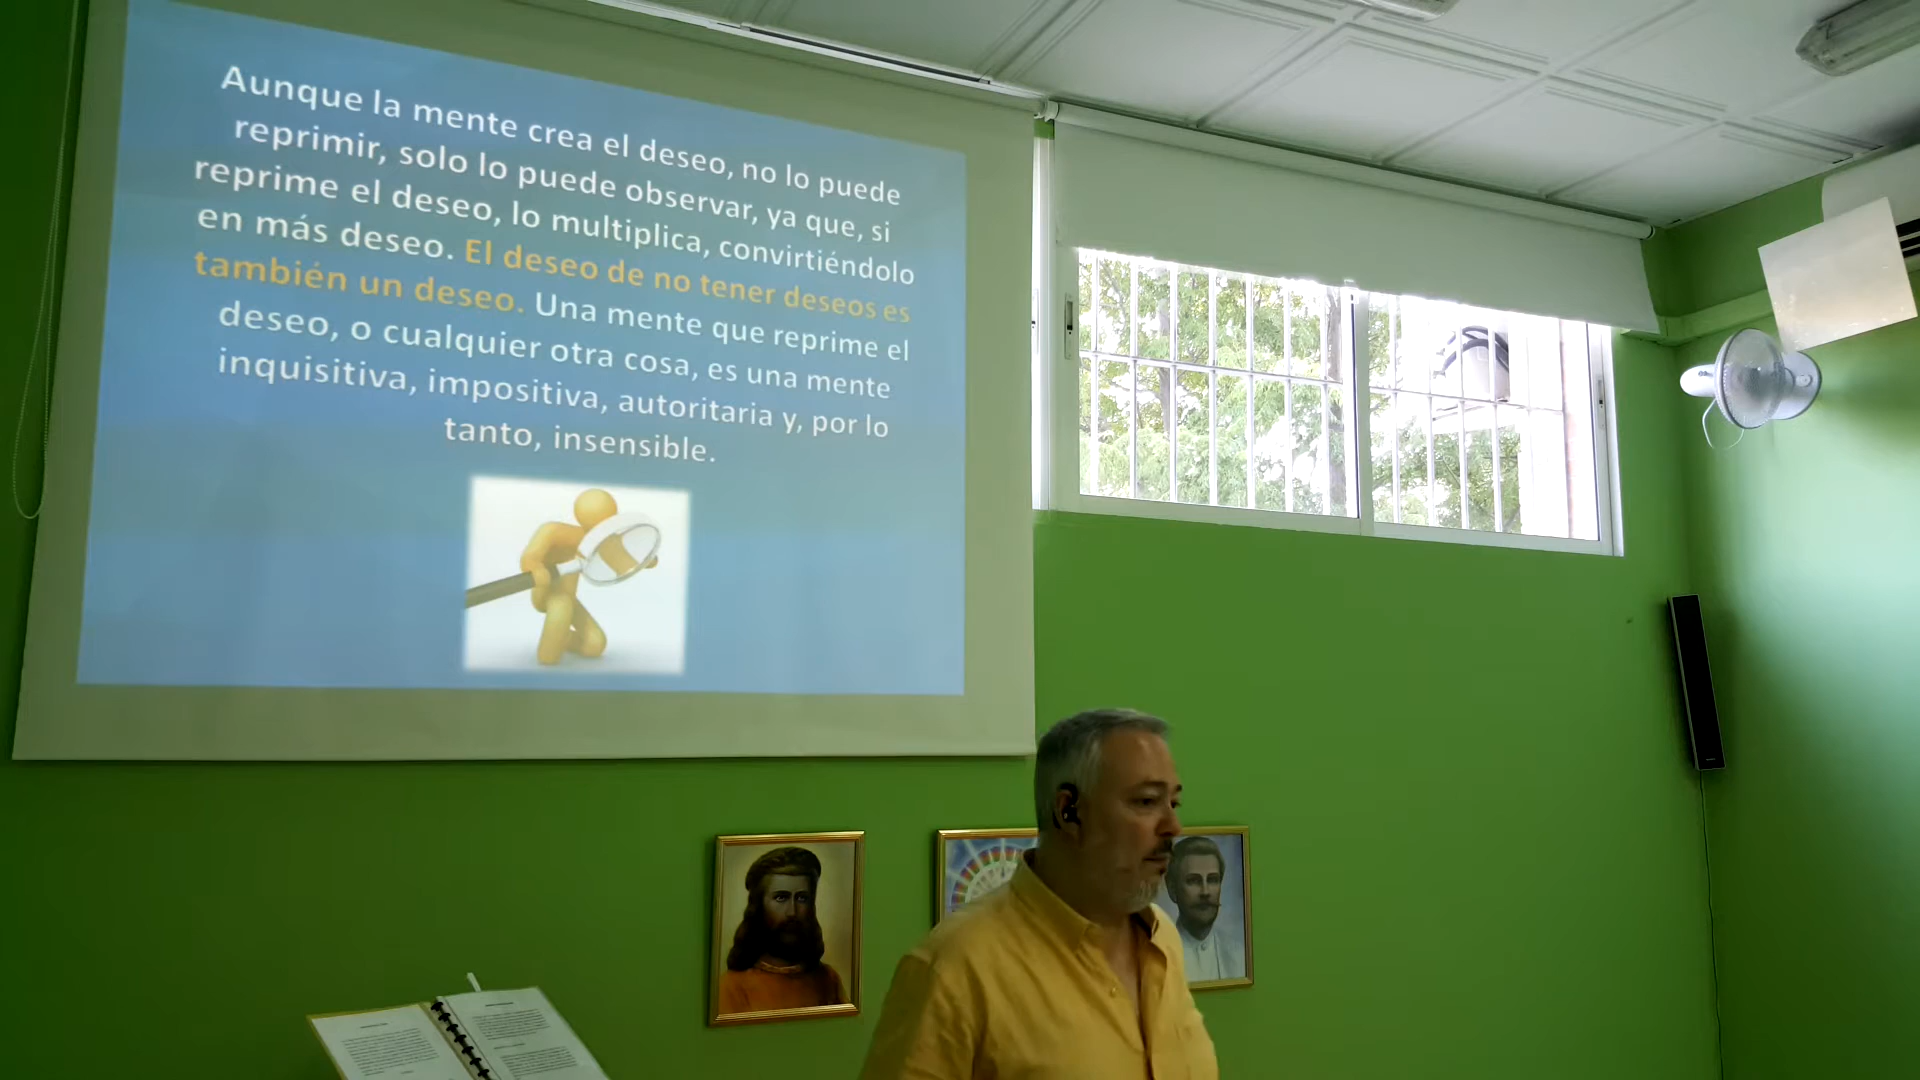 Aunque la mente crea el deseo, no lo puede
reprimir, solo lo puede observar, ya que, si
reprime el deseo, lo multiplica, convirtiéndolo
en más deseo. El deseo de no tener deseos es
también un deseo. Una mente que reprime el
deseo, o cualquier otra cosa, es una mente
inquisitiva, impositiva, autoritaria y, por lo
tanto, insensible.